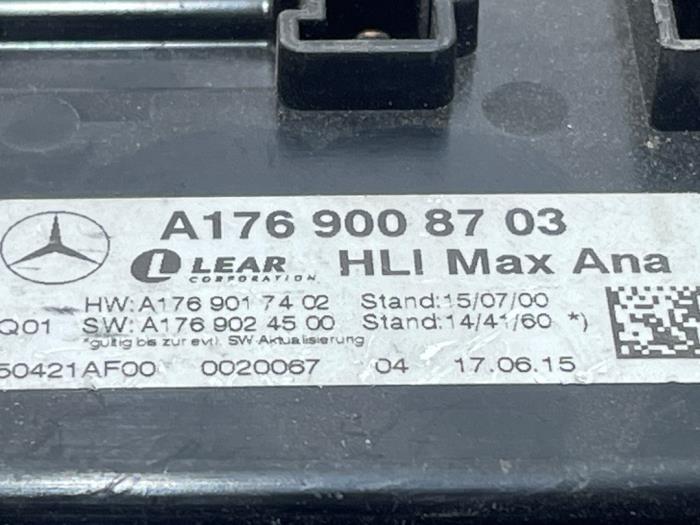 A176 900 87 03
LEAR CORPORATION HLI Max Ana
HW:A176 901 74 02 Stand:15/07/00
Q01 SW:A176 902 45 00 Stand:14/41/60 *)
*gültig bis zur evtl. SW-Aktualisierung
50421AF00 0020067 04 17.06.15